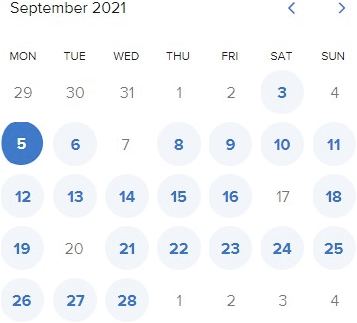 September 2021
MON TUE WED THU FRI SAT SUN
29 30 31 1 2 3 4
5 6 7 8 9 10 11
12 13 14 15 16 17 18
19 20 21 22 23 24 25
26 27 28 1 2 3 4